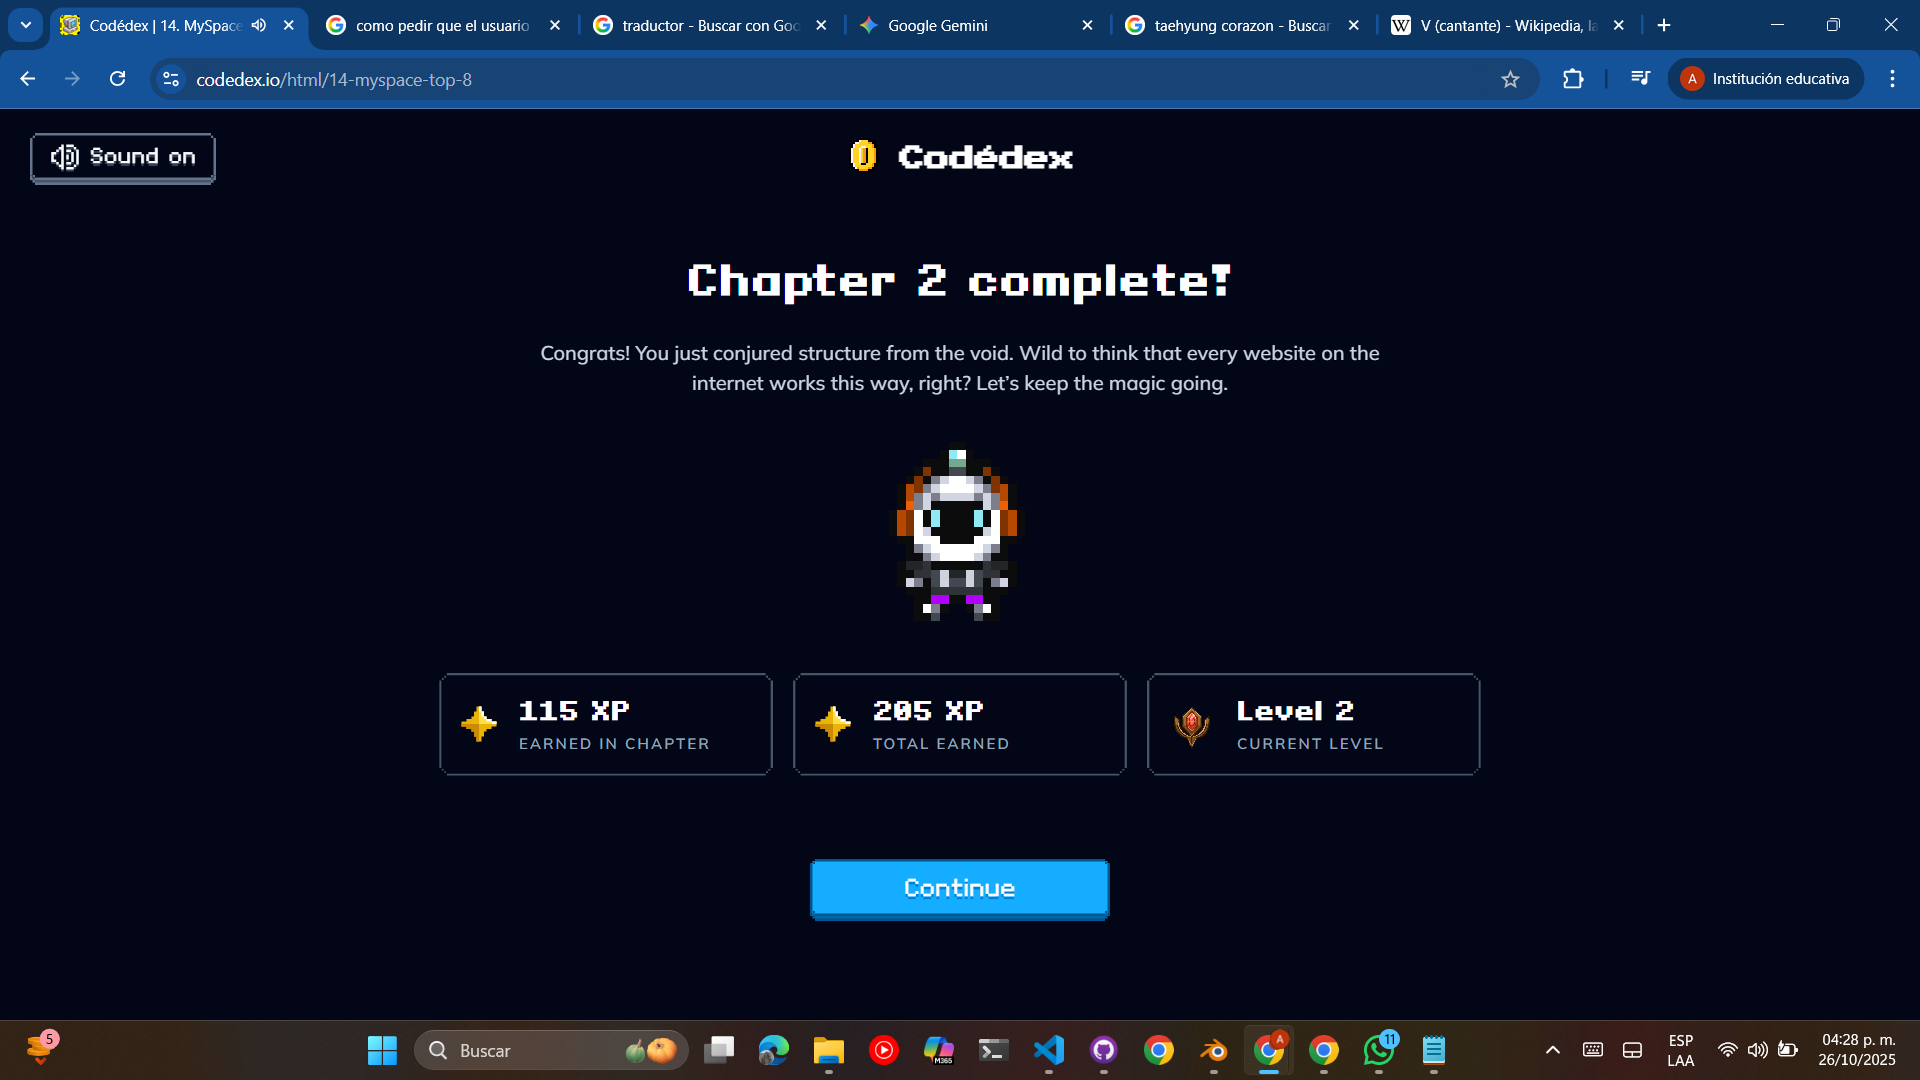 Codédex | 14. MySpace
como pedir que el usuario
traductor - Buscar con Goo
Google Gemini
taehyung corazon - Buscar
V (cantante) - Wikipedia, la
codedex.io/html/14-myspace-top-8
A
Institución educativa
Sound on
Codédex
Chapter 2 complete!
Congrats! You just conjured structure from the void. Wild to think that every website on the
internet works this way, right? Let's keep the magic going.
115 XP
EARNED IN CHAPTER
205 XP
TOTAL EARNED
Level 2
CURRENT LEVEL
Continue
5
Buscar
M365
A
11
ESP
LAA
04:28 p. m.
26/10/2025